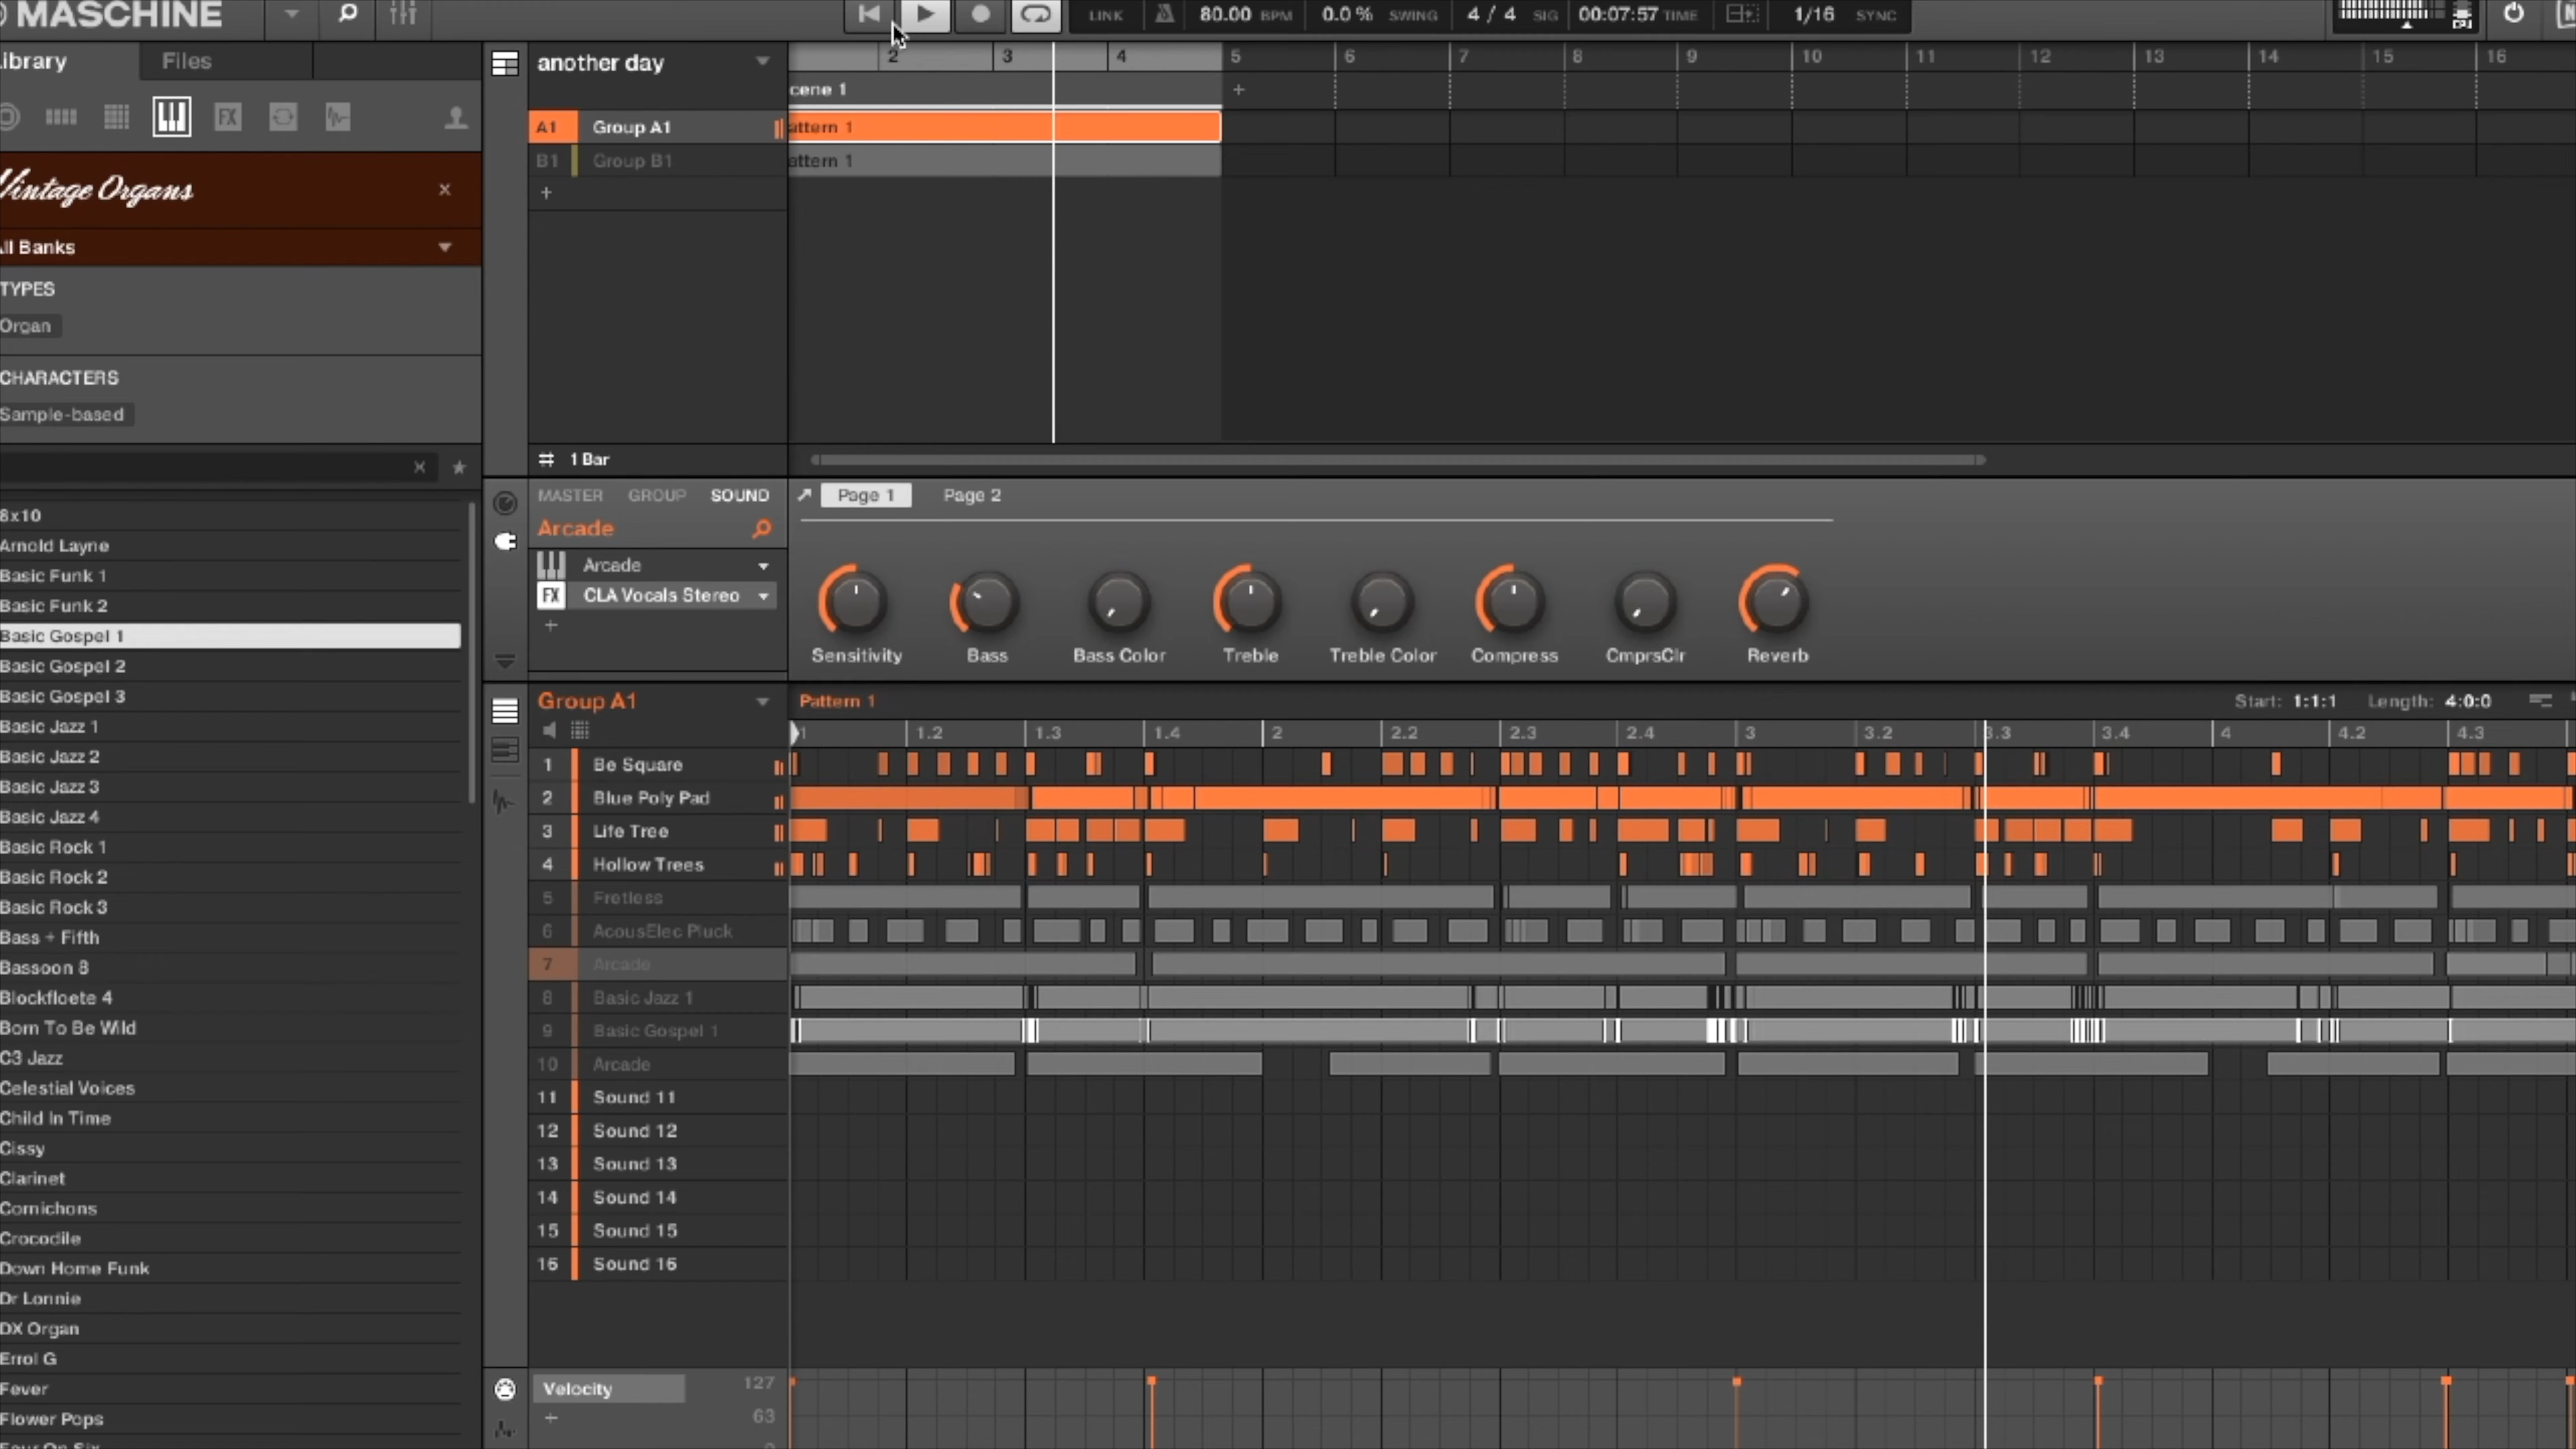 MASCHINE
LINK 80.00 BPM 0.0 % SWING 4 / 4 SIG 00:07:57 TIME 1/16 SYNC
ibrary Files
another day
2 3 4 5 6 7 8 9 10 11 12 13 14 15 16
cene 1 +
A1 Group A1 attern 1
B1 Group B1 attern 1
+
Vintage Organs
ll Banks
TYPES
Organ
CHARACTERS
Sample-based
1 Bar
MASTER GROUP SOUND Page 1 Page 2
Arcade
Arcade
FX CLA Vocals Stereo
+
Sensitivity Bass Bass Color Treble Treble Color Compress CmprsClr Reverb
8x10
Arnold Layne
Basic Funk 1
Basic Funk 2
Basic Gospel 1
Basic Gospel 2
Basic Gospel 3
Basic Jazz 1
Basic Jazz 2
Basic Jazz 3
Basic Jazz 4
Basic Rock 1
Basic Rock 2
Basic Rock 3
Bass + Fifth
Bassoon 8
Blockfloete 4
Born To Be Wild
C3 Jazz
Celestial Voices
Child In Time
Cissy
Clarinet
Cornichons
Crocodile
Down Home Funk
Dr Lonnie
DX Organ
Errol G
Fever
Flower Pops
Four On Six
Group A1 Pattern 1 Start: 1:1:1 Length: 4:0:0
1 1.2 1.3 1.4 2 2.2 2.3 2.4 3 3.2 3.3 3.4 4 4.2 4.3
1 Be Square
2 Blue Poly Pad
3 Life Tree
4 Hollow Trees
5 Fretless
6 AcousElec Pluck
7 Arcade
8 Basic Jazz 1
9 Basic Gospel 1
10 Arcade
11 Sound 11
12 Sound 12
13 Sound 13
14 Sound 14
15 Sound 15
16 Sound 16
Velocity 127
+ 63